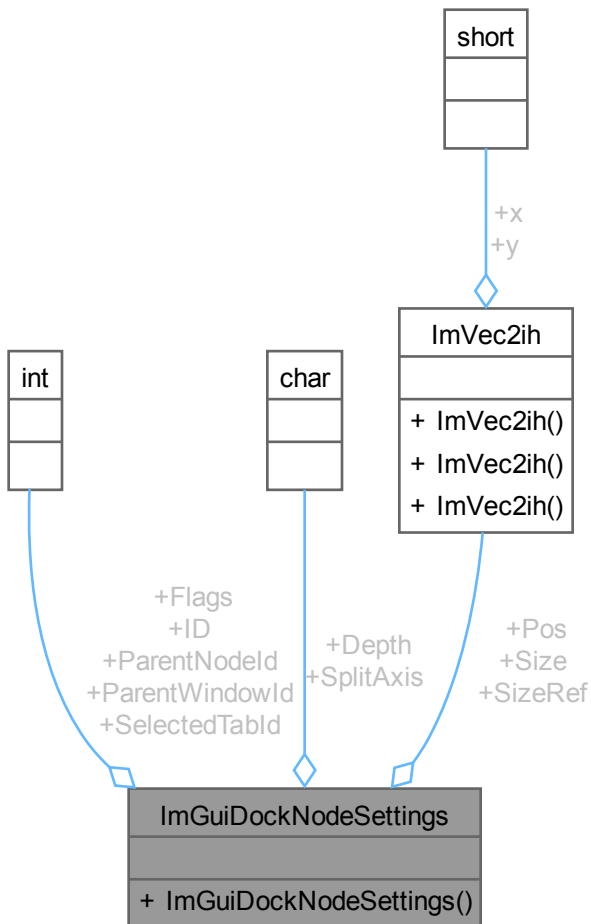 short
+x
+y
ImVec2ih
+ ImVec2ih()
+ ImVec2ih()
+ ImVec2ih()
int
char
+Flags
+ID
+ParentNodeId
+ParentWindowId
+SelectedTabId
+Depth
+SplitAxis
+Pos
+Size
+SizeRef
ImGuiDockNodeSettings
+ ImGuiDockNodeSettings()